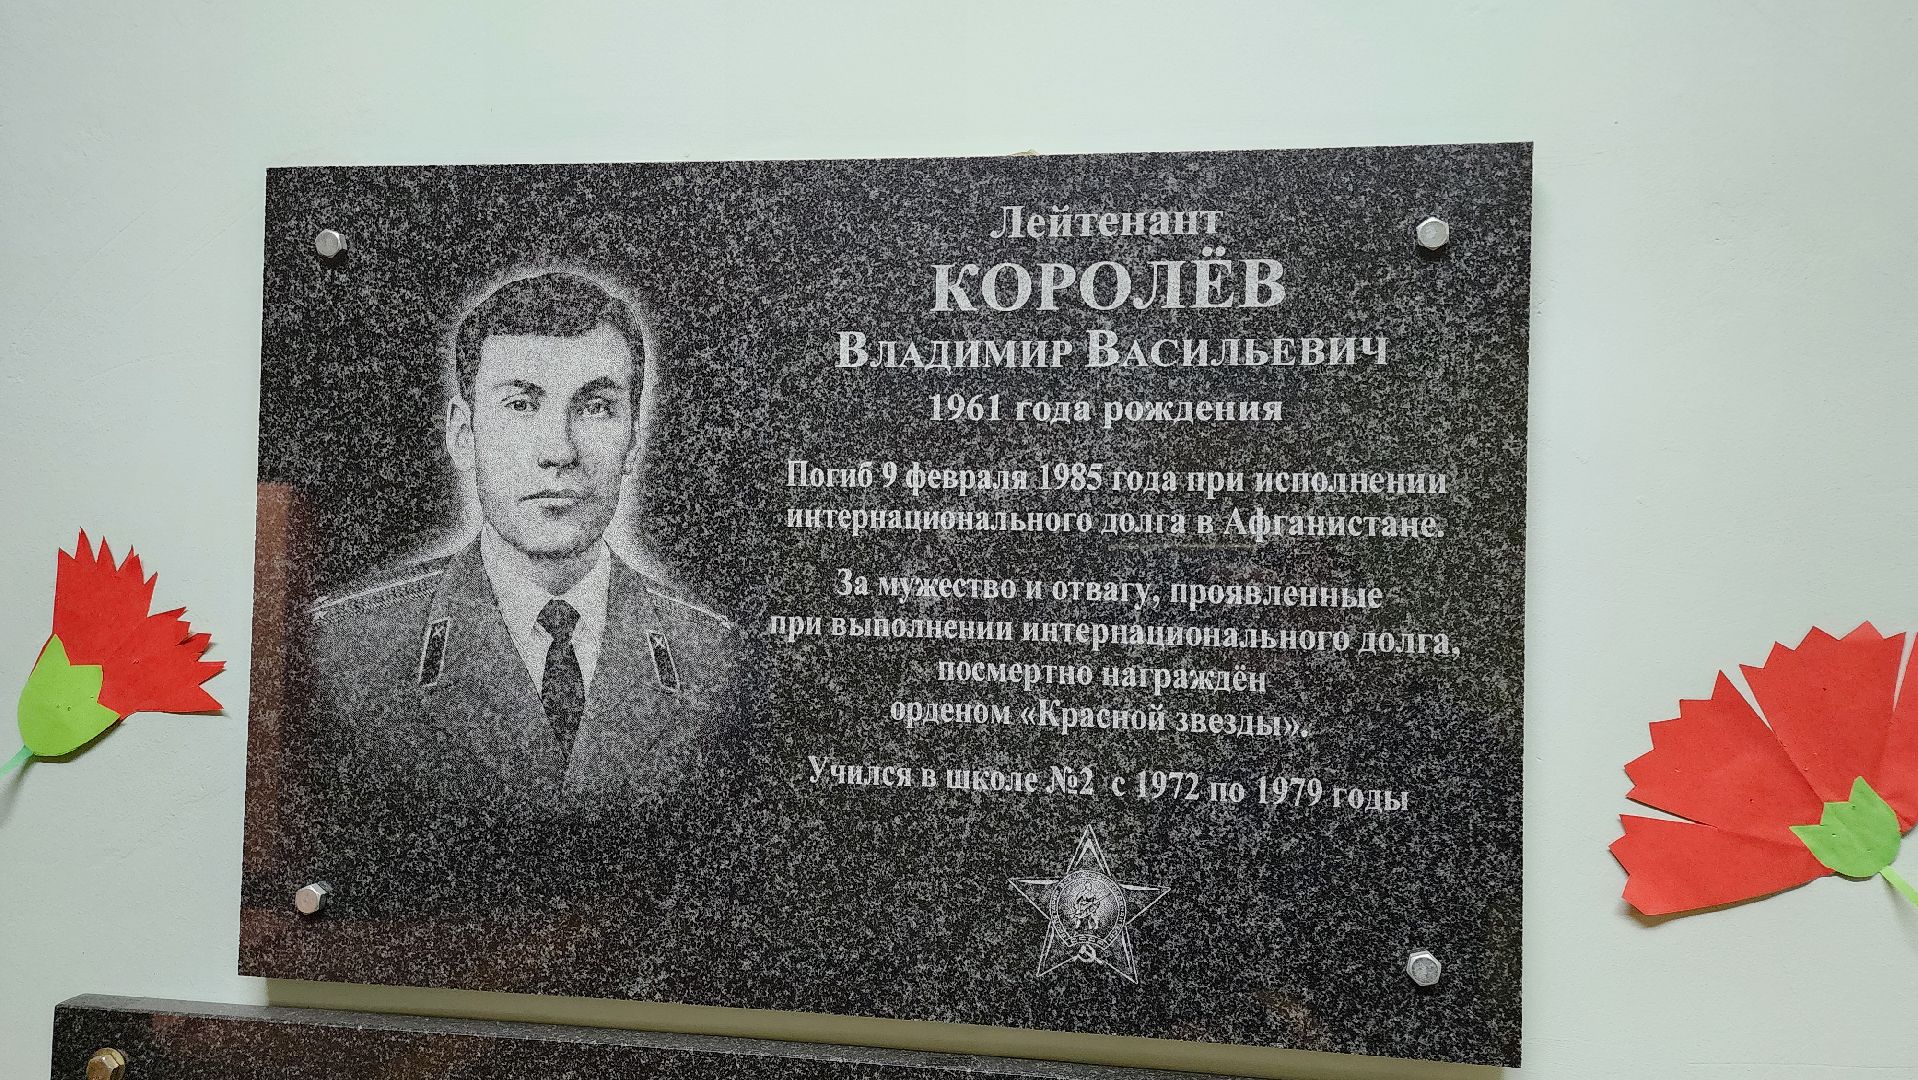 Лейтенант
КОРОЛЁВ
Владимир Васильевич
1961 года рождения
Погиб 9 февраля 1985 года при исполнении
интернационального долга в Афганистане.
За мужество и отвагу, проявленные
при выполнении интернационального долга,
посмертно награждён
орденом «Красной звезды».
Учился в школе №2 с 1972 по 1979 годы